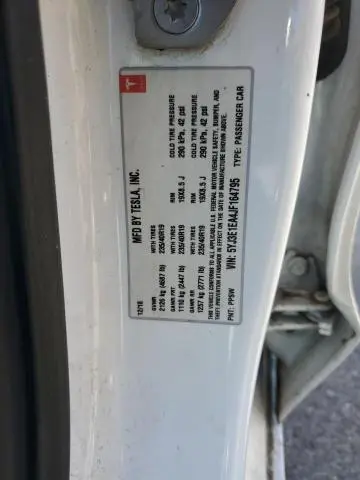 MFD BY TESLA, INC.
12/18
GVWR
2126 kg (4687 lb)
GAWR FRT WITH TIRES RIM COLD TIRE PRESSURE
1110 kg (2447 lb) 235/40R19 19X8.5 J 290 kPa, 42 psi
GAWR RR WITH TIRES RIM COLD TIRE PRESSURE
1257 kg (2771 lb) 235/40R19 19X8.5 J 290 kPa, 42 psi
THIS VEHICLE CONFORMS TO ALL APPLICABLE FEDERAL MOTOR VEHICLE SAFETY, BUMPER, AND
THEFT PREVENTION STANDARDS IN EFFECT ON THE DATE OF MANUFACTURE SHOWN ABOVE.
VIN: 5YJ3E1EA4JF164795 TYPE: PASSENGER CAR
PNT: PPSW